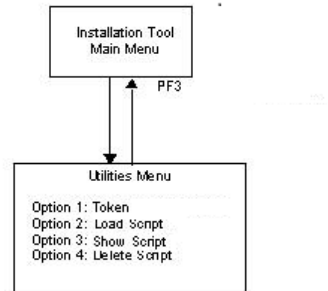 Installation Tool
Main Menu
PF3
Utilities Menu
Option 1: Token
Option 2: Load Script
Option 3: Show Script
Option 4: Delete Script